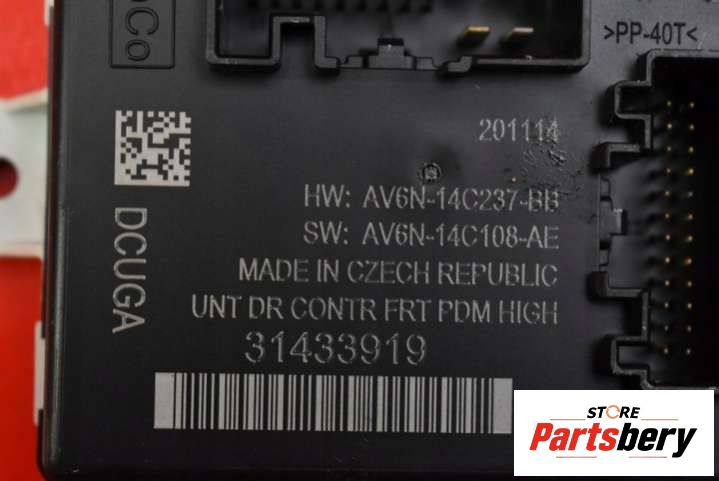 DCo
>PP-40T<
201114
HW: AV6N-14C237-BB
SW: AV6N-14C108-AE
MADE IN CZECH REPUBLIC
UNT DR CONTR FRT PDM HIGH
31433919
DCUGA
STORE
Partsbery